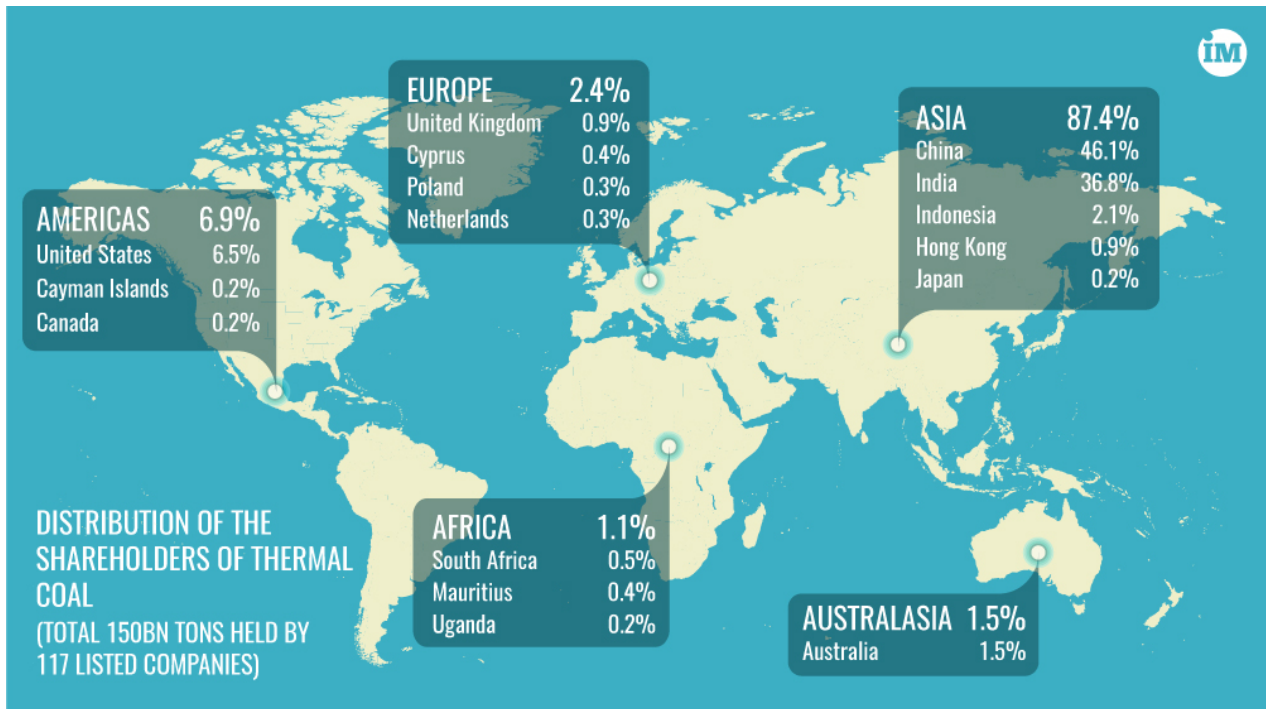 iM
EUROPE 2.4%
United Kingdom 0.9%
Cyprus 0.4%
Poland 0.3%
Netherlands 0.3%
ASIA 87.4%
China 46.1%
India 36.8%
Indonesia 2.1%
Hong Kong 0.9%
Japan 0.2%
AMERICAS 6.9%
United States 6.5%
Cayman Islands 0.2%
Canada 0.2%
DISTRIBUTION OF THE
SHAREHOLDERS OF THERMAL
COAL
(TOTAL 150BN TONS HELD BY
117 LISTED COMPANIES)
AFRICA 1.1%
South Africa 0.5%
Mauritius 0.4%
Uganda 0.2%
AUSTRALASIA 1.5%
Australia 1.5%